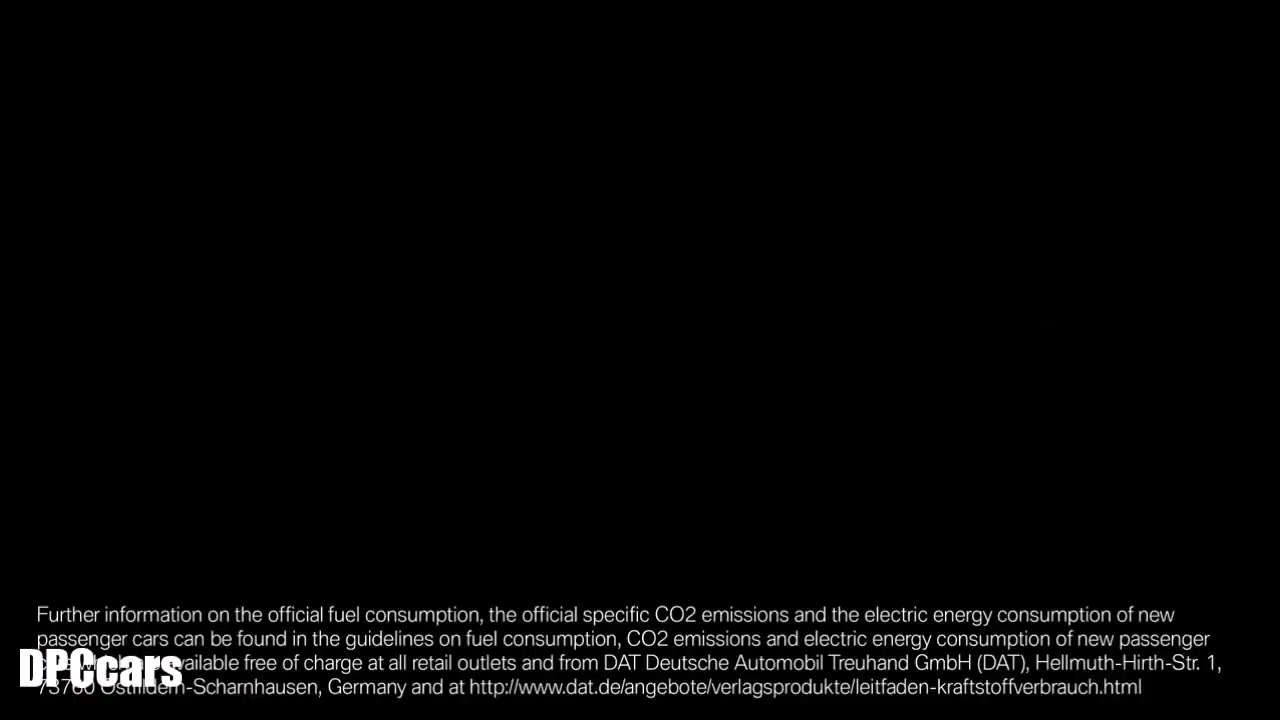 Further information on the official fuel consumption, the official specific CO2 emissions and the electric energy consumption of new
passenger cars can be found in the guidelines on fuel consumption, CO2 emissions and electric energy consumption of new passenger
available free of charge at all retail outlets and from DAT Deutsche Automobil Treuhand GmbH (DAT), Hellmuth-Hirth-Str. 1,
73760 Ostfildern-Scharnhausen, Germany and at http://www.dat.de/angebote/verlagsprodukte/leitfaden-kraftstoffverbrauch.html
DPCcars